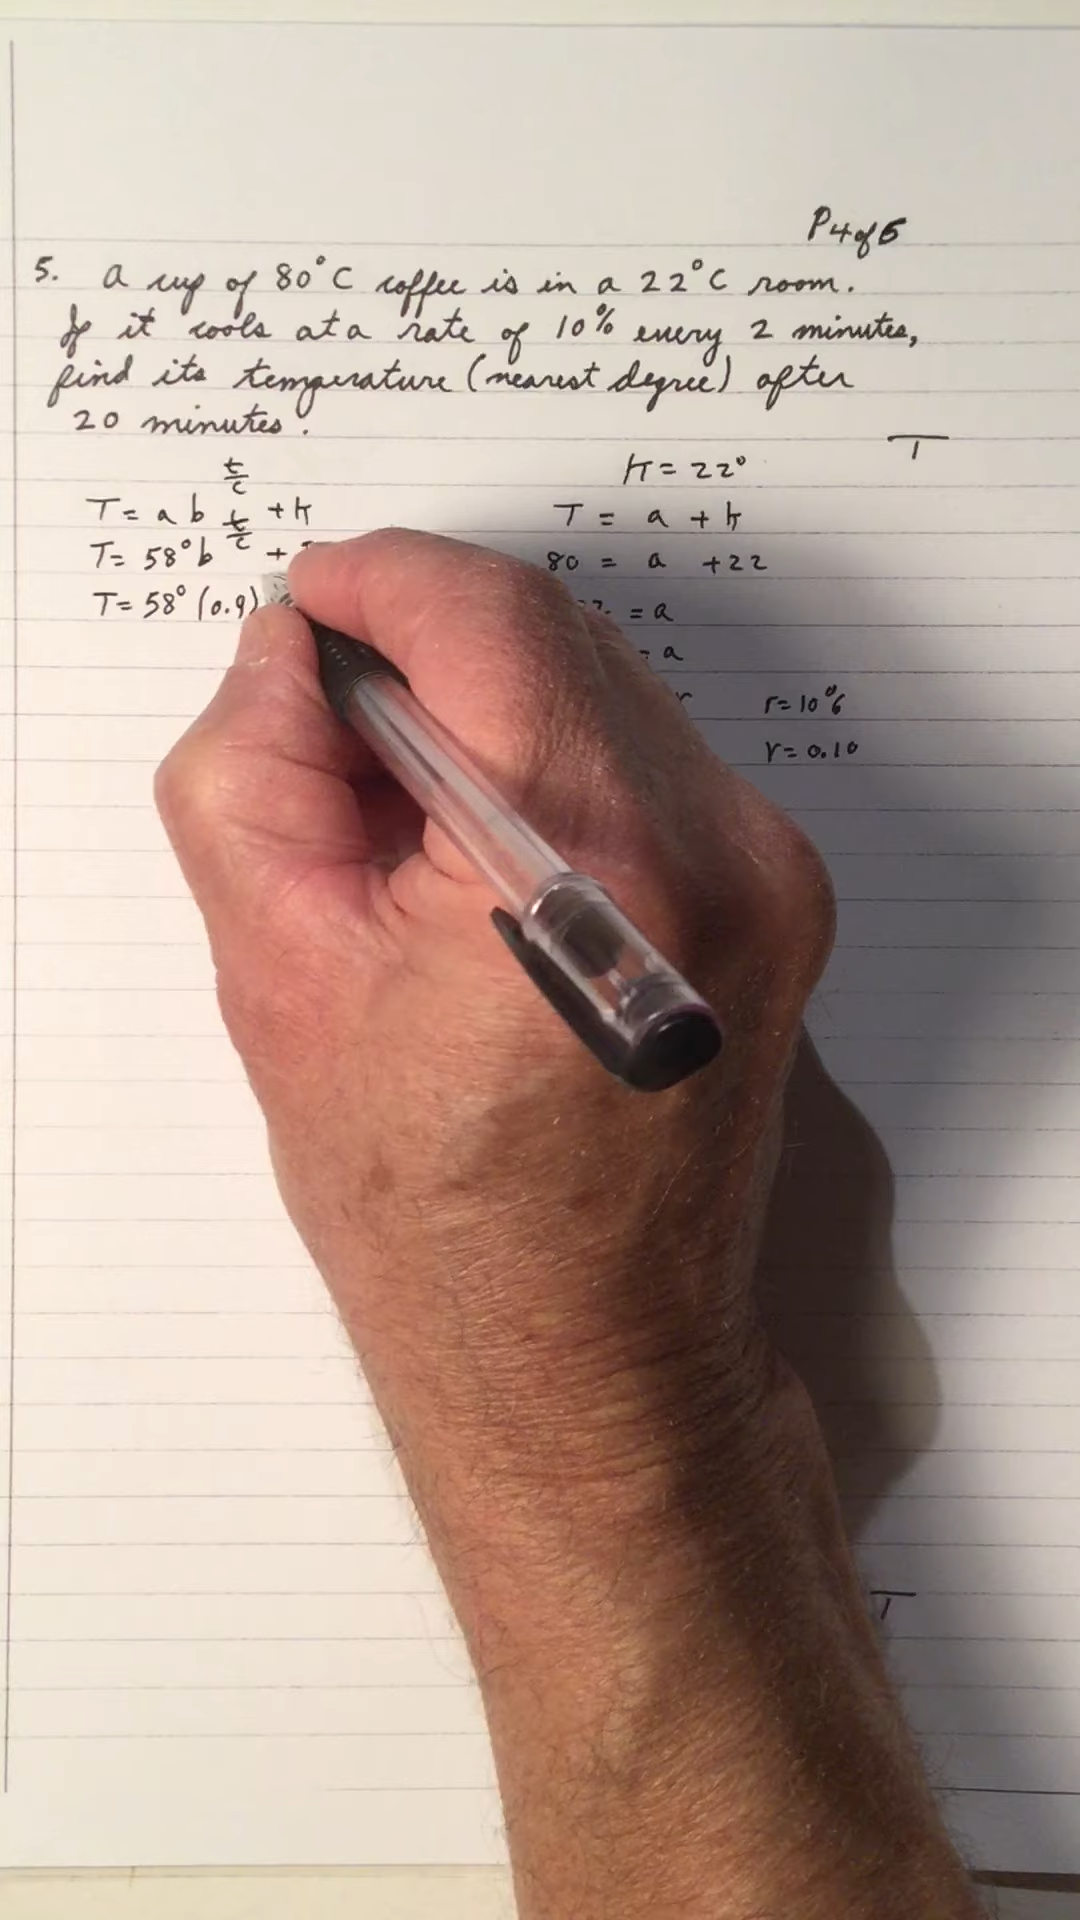 P4 of 5
5. A cup of 80°C coffee is in a 22°C room.
If it cools at a rate of 10% every 2 minutes,
find its temperature (nearest degree) after
20 minutes.
T = a b^(t/c) + k
T = 58° b^(t/c) +
T = 58° (0.9)
k = 22°
T = a + k
80 = a + 22
= a
= a
r = 10%
r = 0.10
T
T